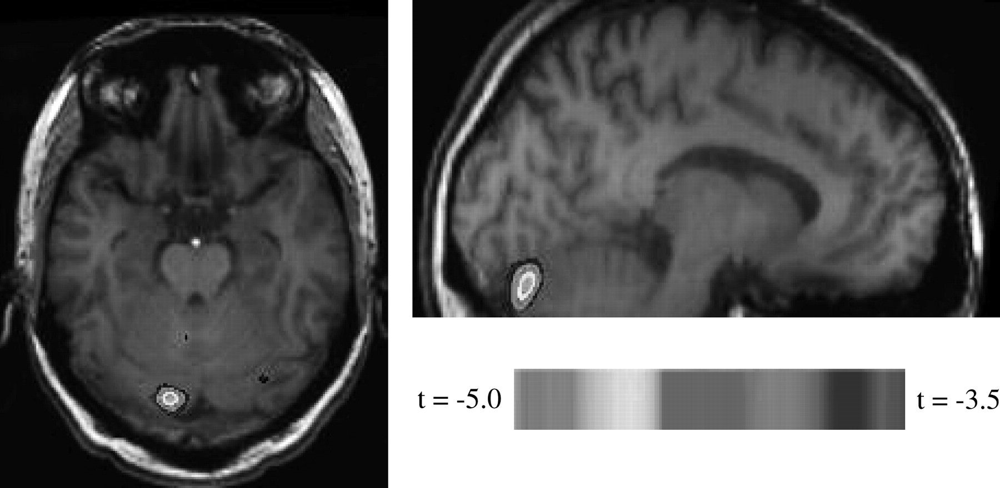 t = -5.0
t = -3.5